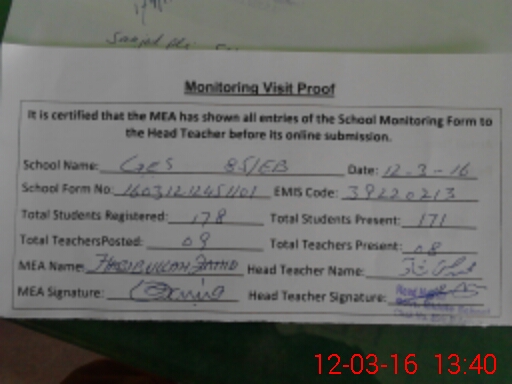 Monitoring Visit Proof
It is certified that the MEA has shown all entries of the School Monitoring Form to
the Head Teacher before its online submission.
School Name: GES 85/EB Date: 12-3-16
School Form No: EMIS Code: 39220213
Total Students Registered: 178 Total Students Present: 171
Total TeachersPosted: 09 Total Teachers Present: 08
MEA Name: Head Teacher Name:
MEA Signature: Head Teacher Signature:
12-03-16 13:40